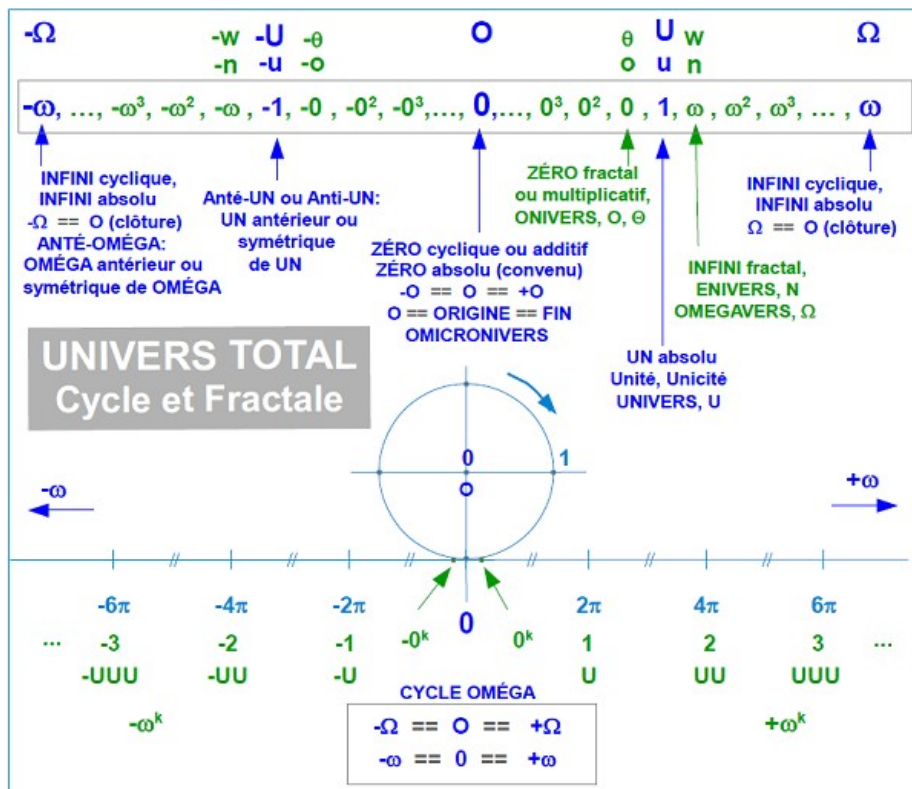 -Ω -w -U -θ O θ U w Ω
-n -u -o o u n
-ω, ..., -ω³, -ω², -ω, -1, -0, -0², -0³,..., 0,..., 0³, 0², 0, 1, ω, ω², ω³, ... , ω
INFINI cyclique,
INFINI absolu
-Ω == O (clôture)
ANTÉ-OMÉGA:
OMÉGA antérieur ou
symétrique de OMÉGA
Anté-UN ou Anti-UN:
UN antérieur ou
symétrique
de UN
ZÉRO cyclique ou additif
ZÉRO absolu (convenu)
-O == O == +O
O == ORIGINE == FIN
OMICRONIVERS
ZÉRO fractal
ou multiplicatif,
ONIVERS, O, Θ
INFINI fractal,
ENIVERS, N
OMEGAVERS, Ω
UN absolu
Unité, Unicité
UNIVERS, U
INFINI cyclique,
INFINI absolu
Ω == O (clôture)
UNIVERS TOTAL
Cycle et Fractale
0 1
O
-ω +ω
-6π -4π -2π 0 2π 4π 6π
... -3 -2 -1 -0ᵏ 0ᵏ 1 2 3 ...
-UUU -UU -U U UU UUU
-ωᵏ +ωᵏ
CYCLE OMÉGA
-Ω == O == +Ω
-ω == 0 == +ω